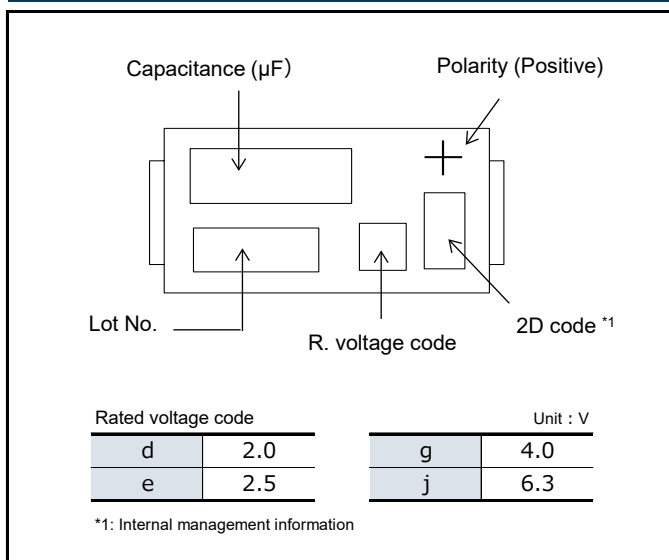 Capacitance (μF)
Polarity (Positive)
+
Lot No.
R. voltage code
2D code *1
Rated voltage code
Unit : V
d 2.0 g 4.0
e 2.5 j 6.3
*1: Internal management information